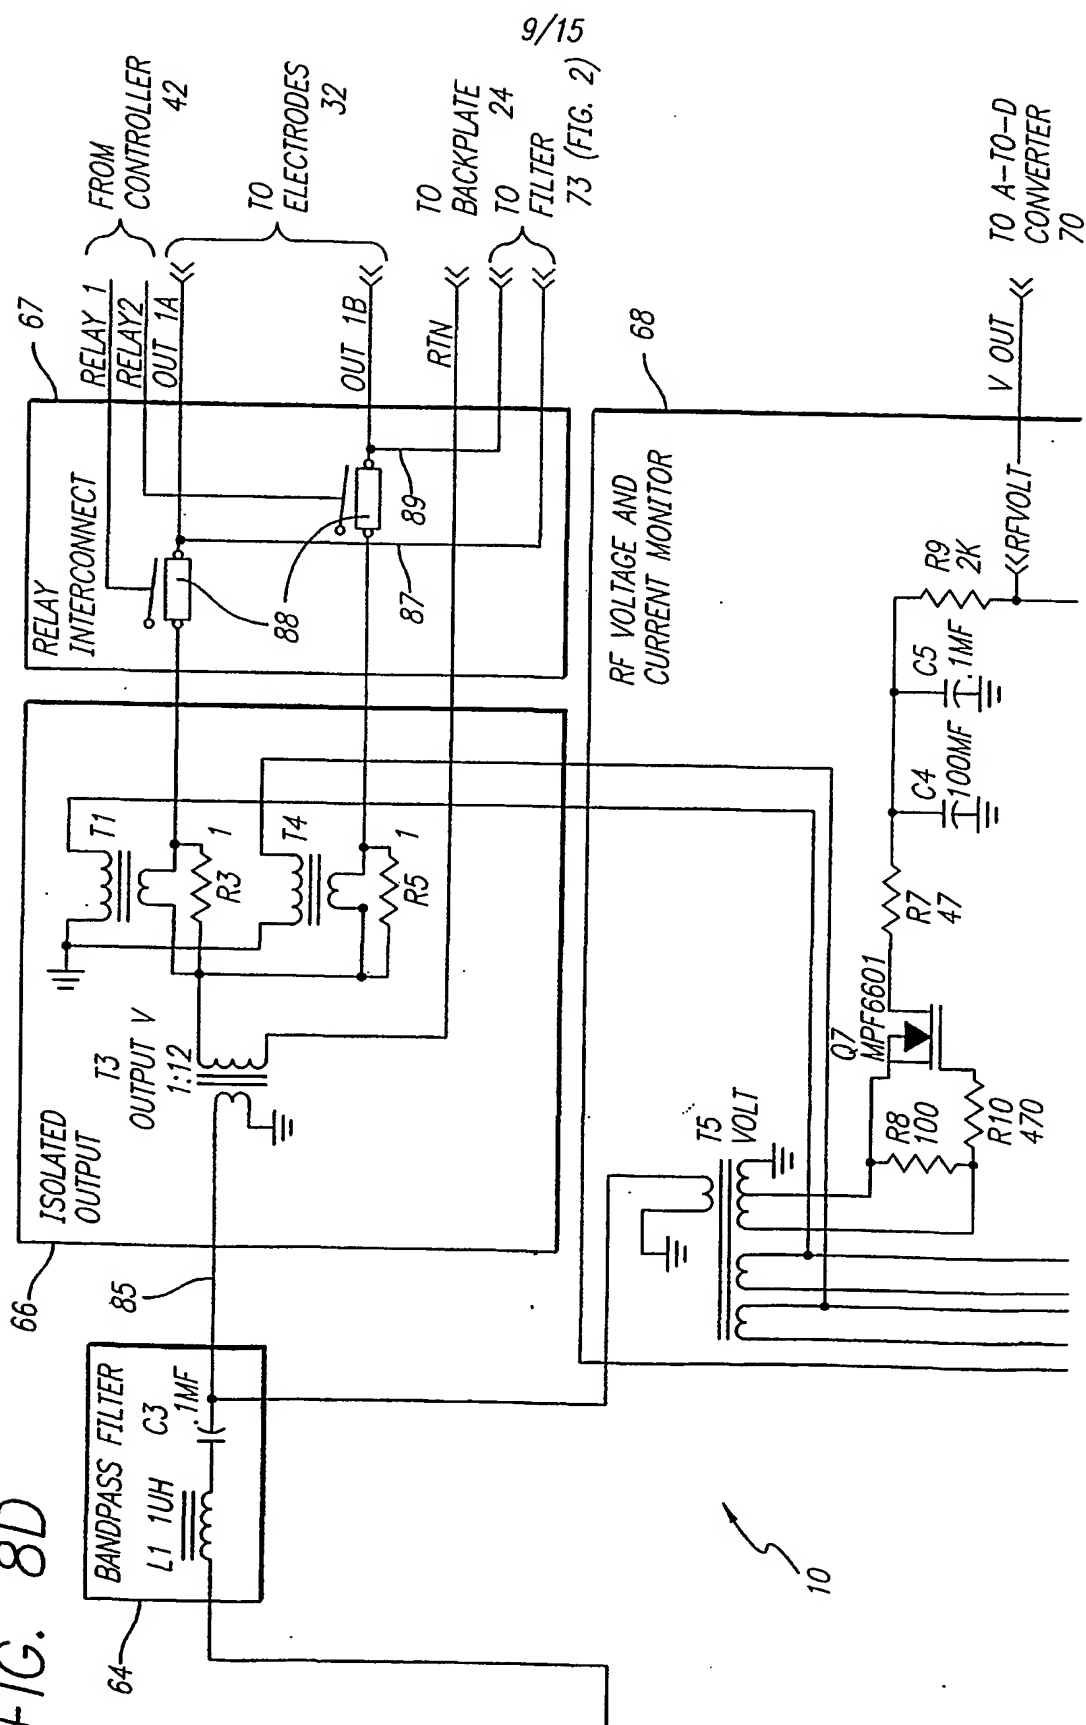 9/15
FIG. 8D
64
BANDPASS FILTER
L1 1UH
C3
.1MF
85
66
ISOLATED
OUTPUT
T3
OUTPUT V
1:12
T1
R3
1
T4
R5
1
67
RELAY
INTERCONNECT
88
87
89
RELAY 1
RELAY2
OUT 1A
OUT 1B
RTN
FROM
CONTROLLER
42
TO
ELECTRODES
32
TO
BACKPLATE
24
TO
FILTER
73 (FIG. 2)
68
RF VOLTAGE AND
CURRENT MONITOR
T5
VOLT
R8
100
R10
470
Q7
MPF6601
R7
47
C4
100MF
C5
.1MF
R9
2K
RFVOLT
V OUT
TO A-TO-D
CONVERTER
70
10